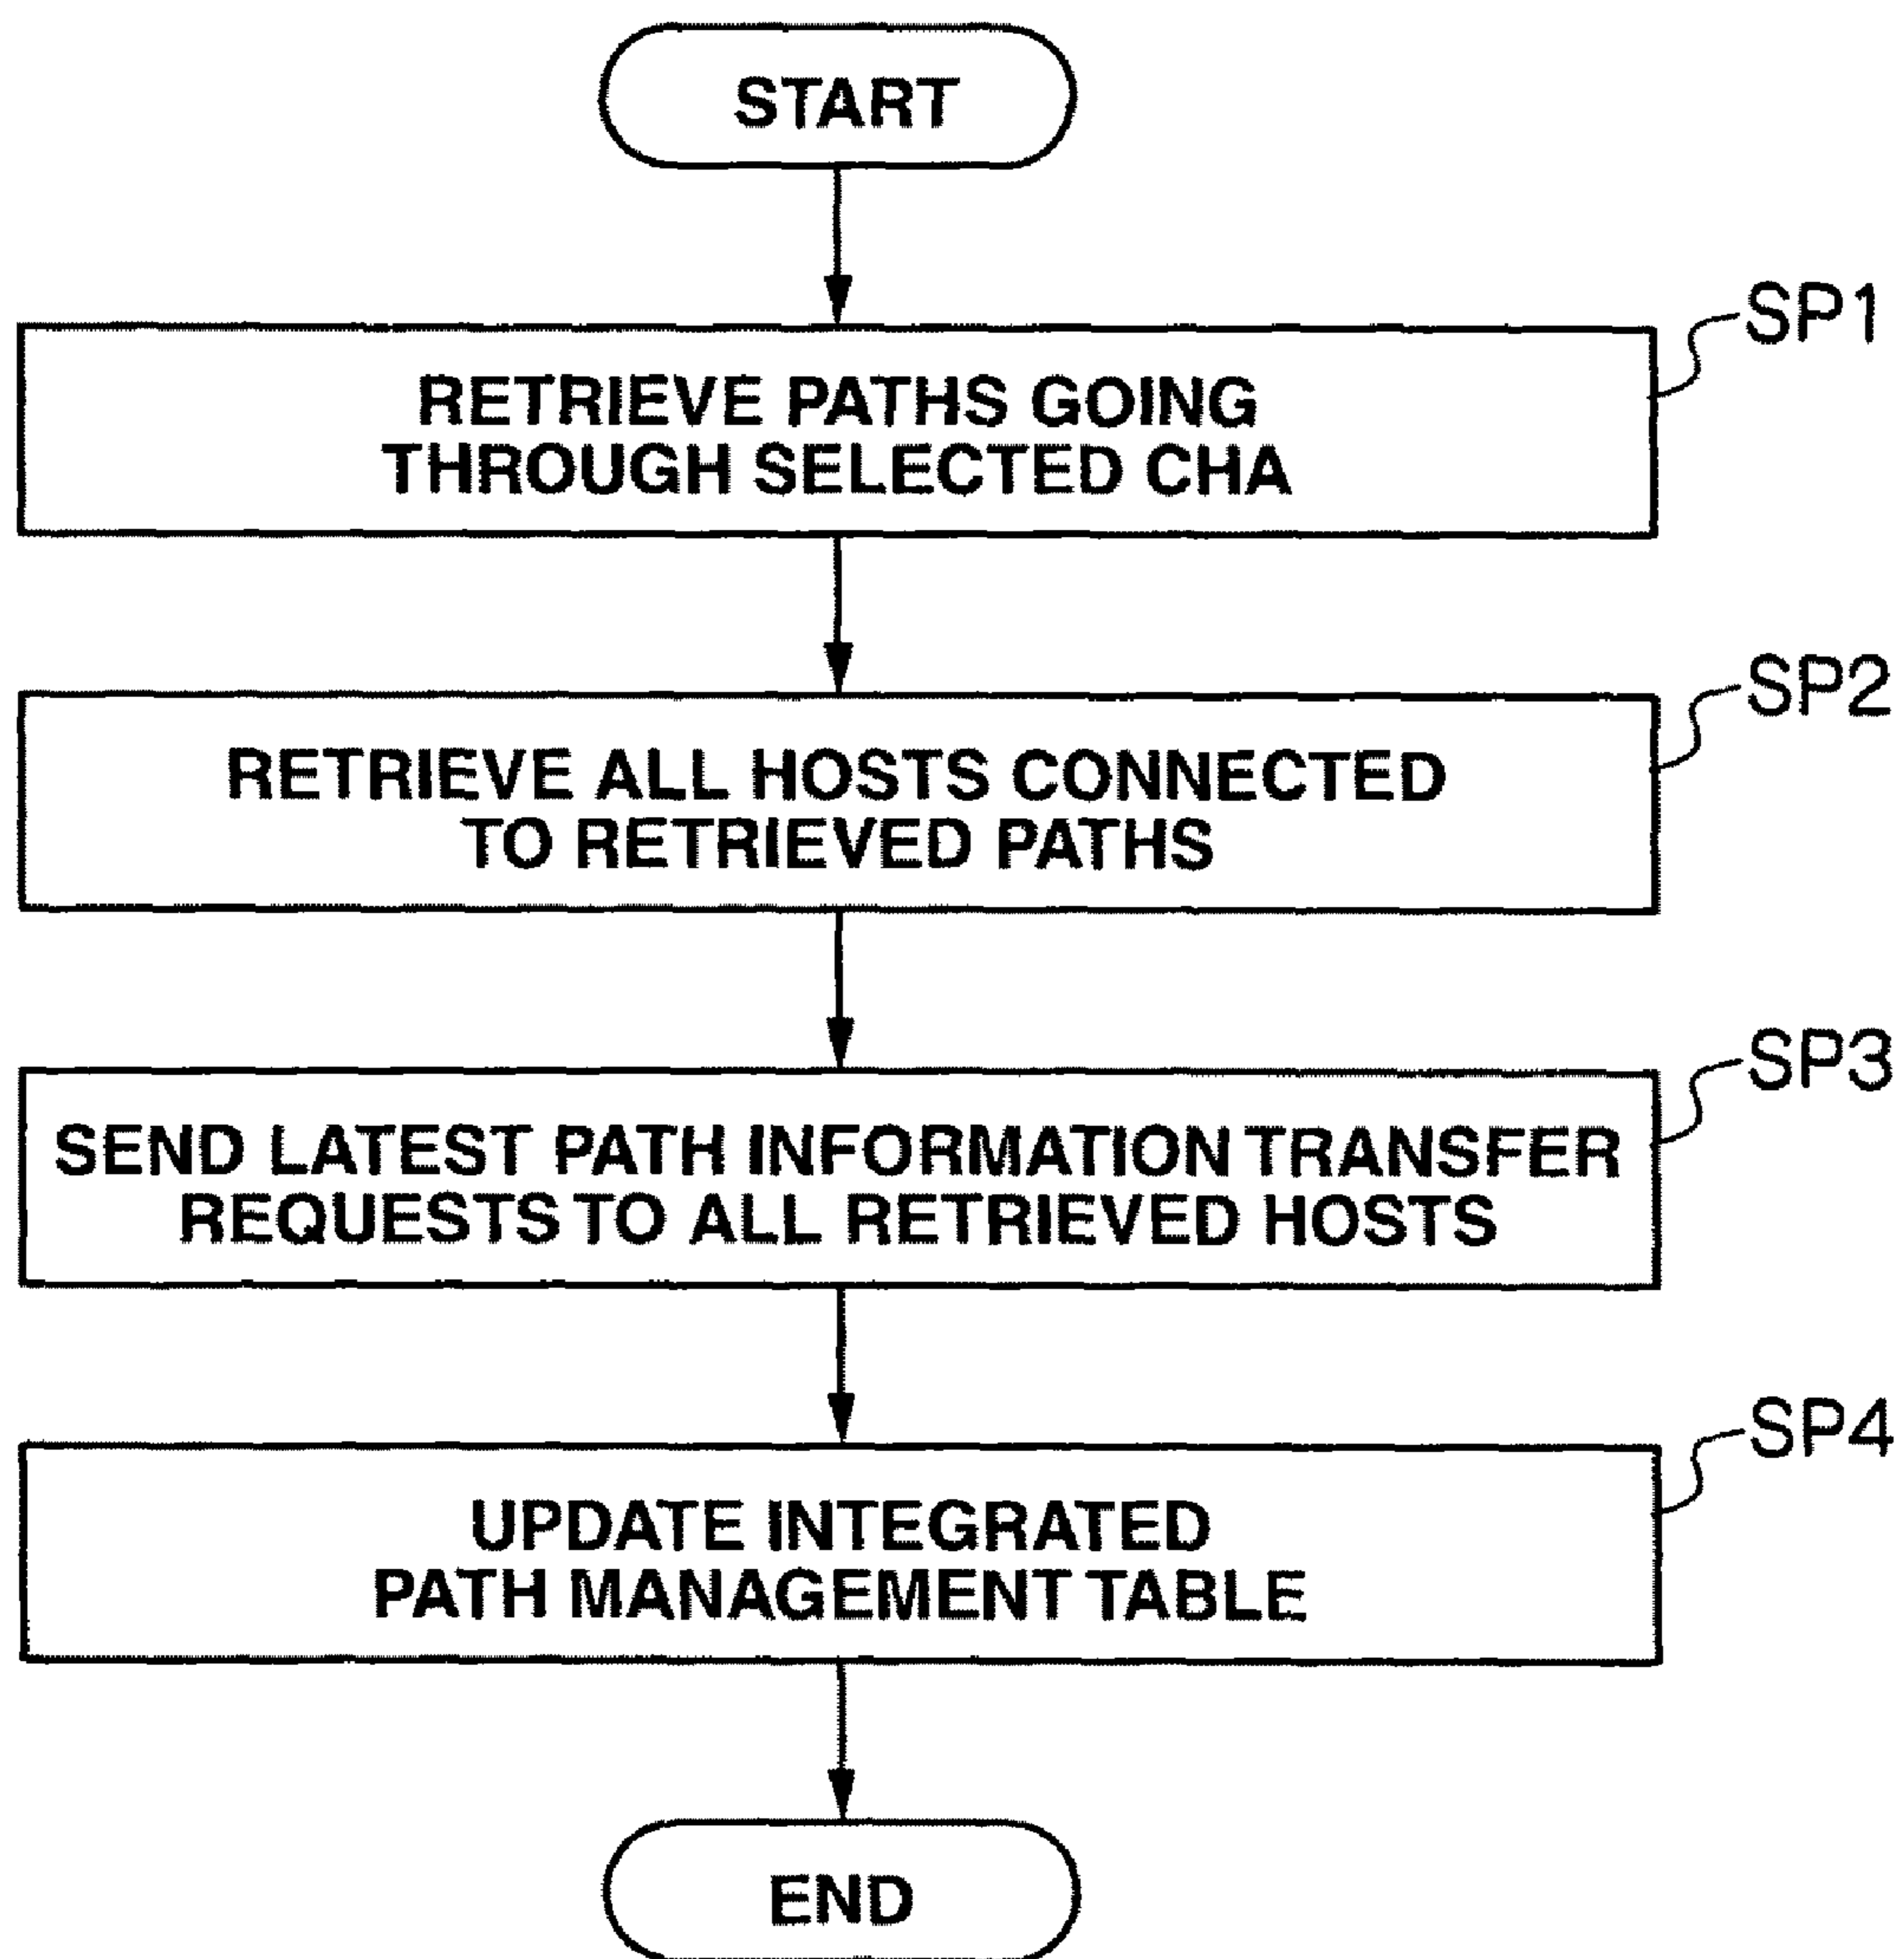 START
SP1
RETRIEVE PATHS GOING
THROUGH SELECTED CHA
SP2
RETRIEVE ALL HOSTS CONNECTED
TO RETRIEVED PATHS
SP3
SEND LATEST PATH INFORMATION TRANSFER
REQUESTS TO ALL RETRIEVED HOSTS
SP4
UPDATE INTEGRATED
PATH MANAGEMENT TABLE
END